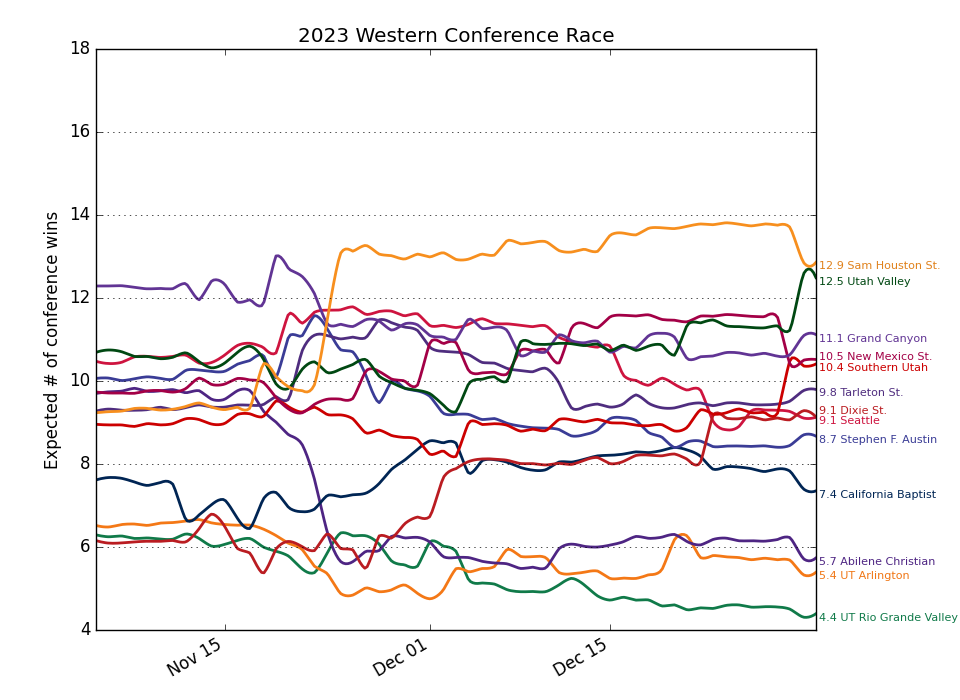 2023 Western Conference Race
Expected # of conference wins
18
16
14
12
10
8
6
4
Nov 15
Dec 01
Dec 15
12.9 Sam Houston St.
12.5 Utah Valley
11.1 Grand Canyon
10.5 New Mexico St.
10.4 Southern Utah
9.8 Tarleton St.
9.1 Dixie St.
9.1 Seattle
8.7 Stephen F. Austin
7.4 California Baptist
5.7 Abilene Christian
5.4 UT Arlington
4.4 UT Rio Grande Valley